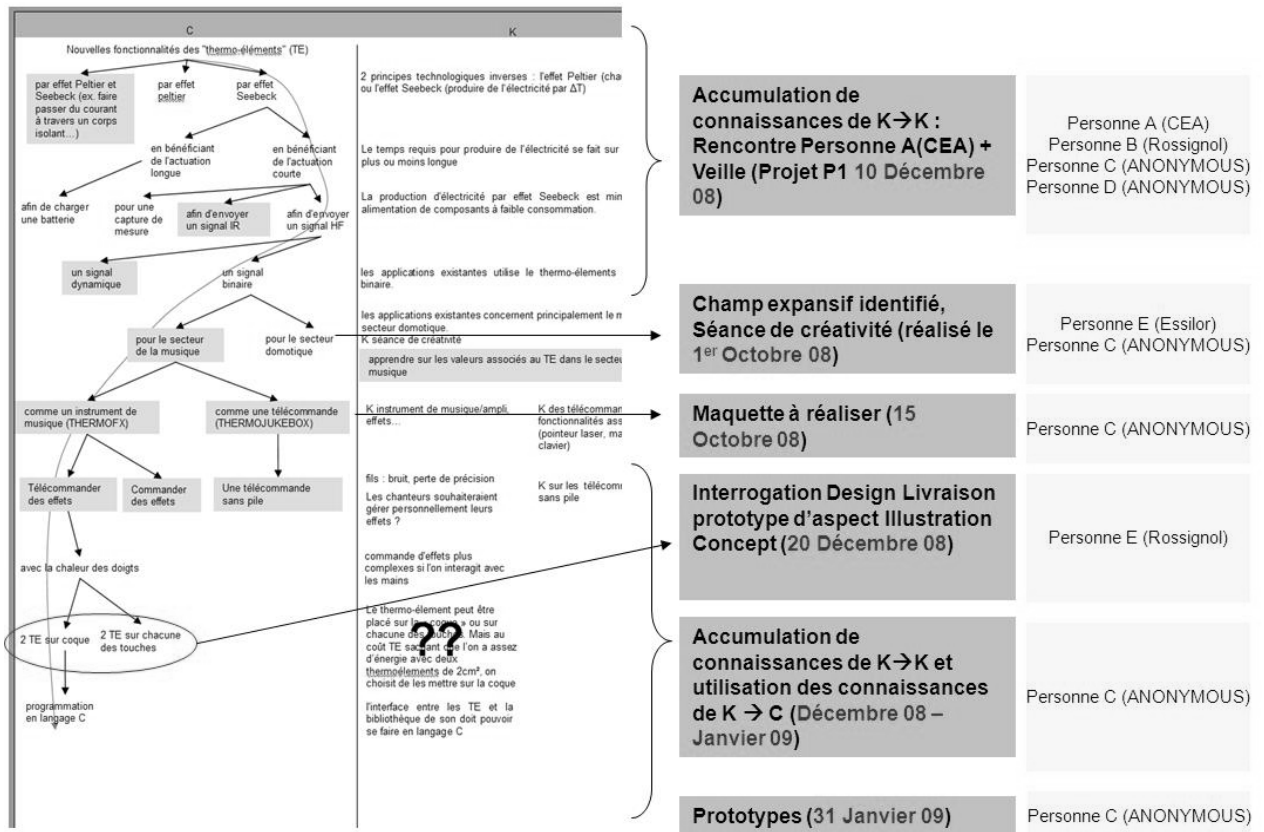 C
K
Nouvelles fonctionnalités des "thermo-éléments" (TE)
par effet Peltier et
Seebeck (ex. faire
passer du courant
à travers un corps
isolant…)
par effet
peltier
par effet
Seebeck
2 principes technologiques inverses : l'effet Peltier (cha
ou l'effet Seebeck (produire de l'électricité par ΔT)
en bénéficiant
de l'actuation
longue
en bénéficiant
de l'actuation
courte
Le temps requis pour produire de l'électricité se fait sur
plus ou moins longue
afin de charger
une batterie
pour une
capture de
mesure
afin d'envoyer
un signal IR
afin d'envoyer
un signal HF
La production d'électricité par effet Seebeck est min
alimentation de composants à faible consommation.
un signal
dynamique
un signal
binaire
les applications existantes utilise le thermo-élements
binaire.
pour le secteur
de la musique
pour le secteur
domotique
les applications existantes concernent principalement le m
secteur domotique.
K séance de créativité
apprendre sur les valeurs associés au TE dans le secteu
musique
comme un instrument de
musique (THERMOFX)
comme une télécommande
(THERMOJUKEBOX)
K instrument de musique/ampli,
effets…
K des télécomman
fonctionnalités ass
(pointeur laser, ma
clavier)
Télécommander
des effets
Commander
des effets
Une télécommande
sans pile
fils : bruit, perte de précision
Les chanteurs souhaiteraient
gérer personnellement leurs
effets ?
K sur les télécom
sans pile
avec la chaleur des doigts
commande d'effets plus
complexes si l'on interagit avec
les mains
2 TE sur coque
2 TE sur chacune
des touches
Le thermo-élement peut être
placé sur la « coque » ou sur
chacune des touches. Mais au
coût TE sachant que l'on a assez
d'énergie avec deux
thermoélements de 2cm², on
choisit de les mettre sur la coque
??
programmation
en langage C
l'interface entre les TE et la
bibliothèque de son doit pouvoir
se faire en langage C
Accumulation de
connaissances de K→K :
Rencontre Personne A(CEA) +
Veille (Projet P1 10 Décembre
08)
Personne A (CEA)
Personne B (Rossignol)
Personne C (ANONYMOUS)
Personne D (ANONYMOUS)
Champ expansif identifié,
Séance de créativité (réalisé le
1er Octobre 08)
Personne E (Essilor)
Personne C (ANONYMOUS)
Maquette à réaliser (15
Octobre 08)
Personne C (ANONYMOUS)
Interrogation Design Livraison
prototype d'aspect Illustration
Concept (20 Décembre 08)
Personne E (Rossignol)
Accumulation de
connaissances de K→K et
utilisation des connaissances
de K → C (Décembre 08 –
Janvier 09)
Personne C (ANONYMOUS)
Prototypes (31 Janvier 09)
Personne C (ANONYMOUS)